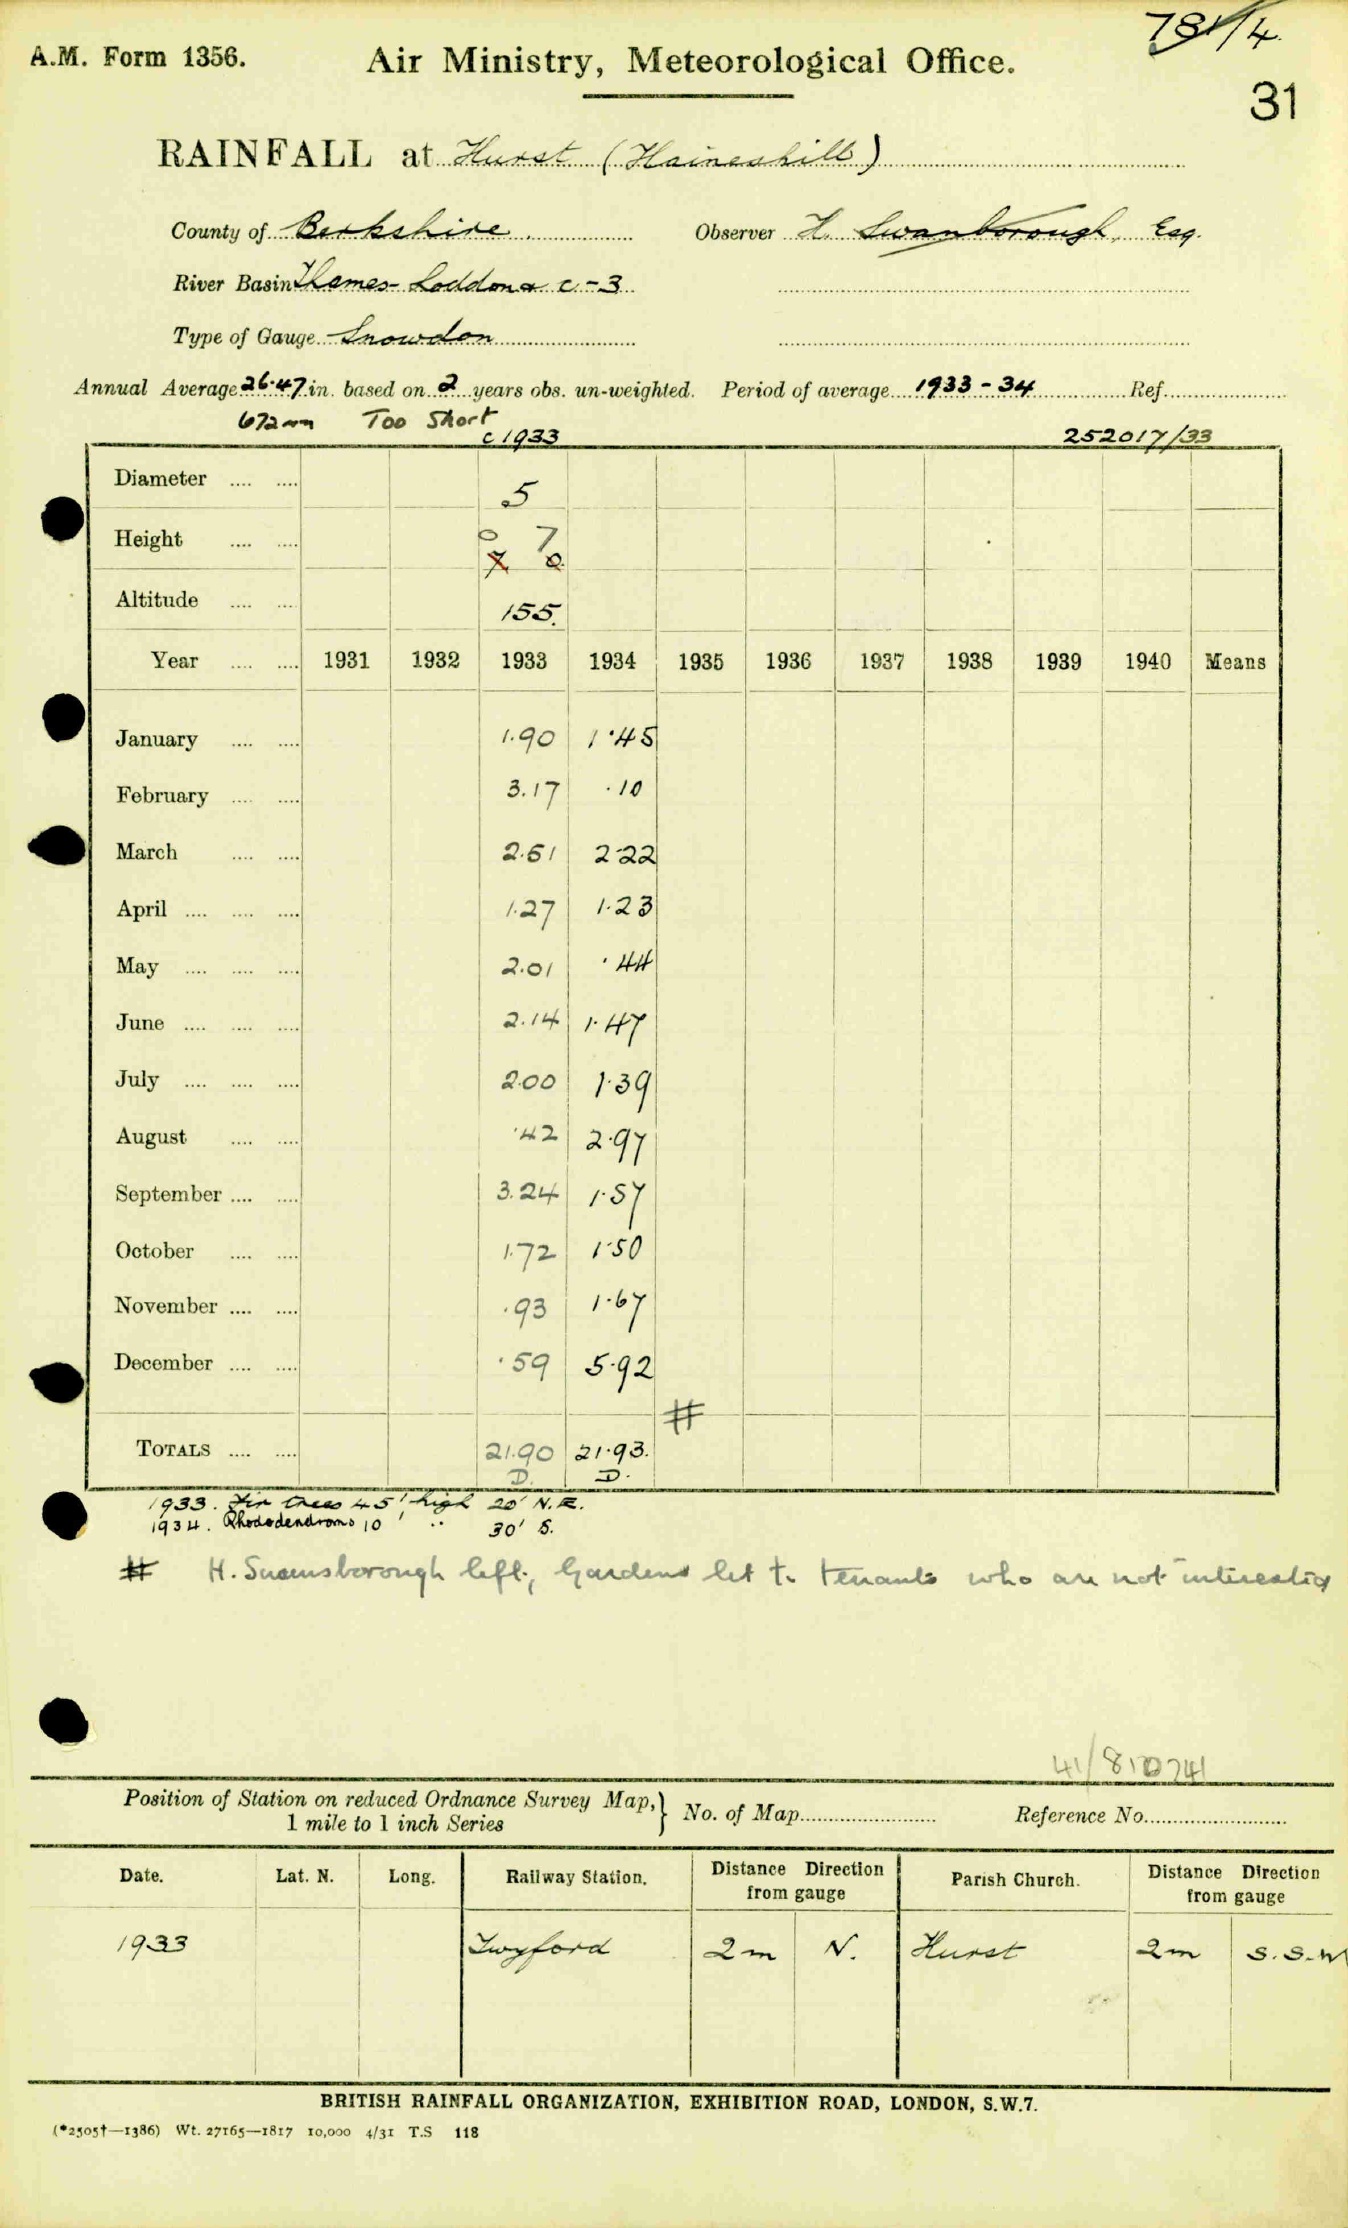 781/4
A.M. Form 1356.
Air Ministry, Meteorological Office.
31
RAINFALL at Hurst (Haineshill)
County of Berkshire. Observer H. Swanborough, Esq.
River Basin Thames - Loddon & c - 3
Type of Gauge Snowdon
Annual Average 26.47 in. based on 2 years obs. un-weighted. Period of average 1933-34 Ref.
672mm Too Short
c 1933 252017/33
Diameter .... .... 5
Height .... .... 0 7
7 0
Altitude .... .... 155.
Year .... .... 1931 1932 1933 1934 1935 1936 1937 1938 1939 1940 Means
January .... .... 1.90 1.45
February .... .... 3.17 .10
March .... .... 2.51 2.22
April .... .... .... 1.27 1.23
May .... .... .... 2.01 .44
June .... .... .... 2.14 1.47
July .... .... .... 2.00 1.39
August .... .... .42 2.97
September .... .... 3.24 1.57
October .... .... 1.72 1.50
November .... .... .93 1.67
December .... .... .59 5.92
#
TOTALS .... .... 21.90 21.93.
D. D.
1933. Fir trees 45' high 20' N.E.
1934. Rhododendrons 10' " 30' S.
# H. Swansborough left, Gardens let to tenants who are not interested
41/810741
Position of Station on reduced Ordnance Survey Map,} No. of Map Reference No.
1 mile to 1 inch Series
Date. Lat. N. Long. Railway Station. Distance Direction from gauge Parish Church. Distance Direction from gauge
1933 Twyford 2m N. Hurst 2m S.S.W
BRITISH RAINFALL ORGANIZATION, EXHIBITION ROAD, LONDON, S.W.7.
(*2505†—1386) Wt. 27165—1817 10,000 4/31 T.S 118